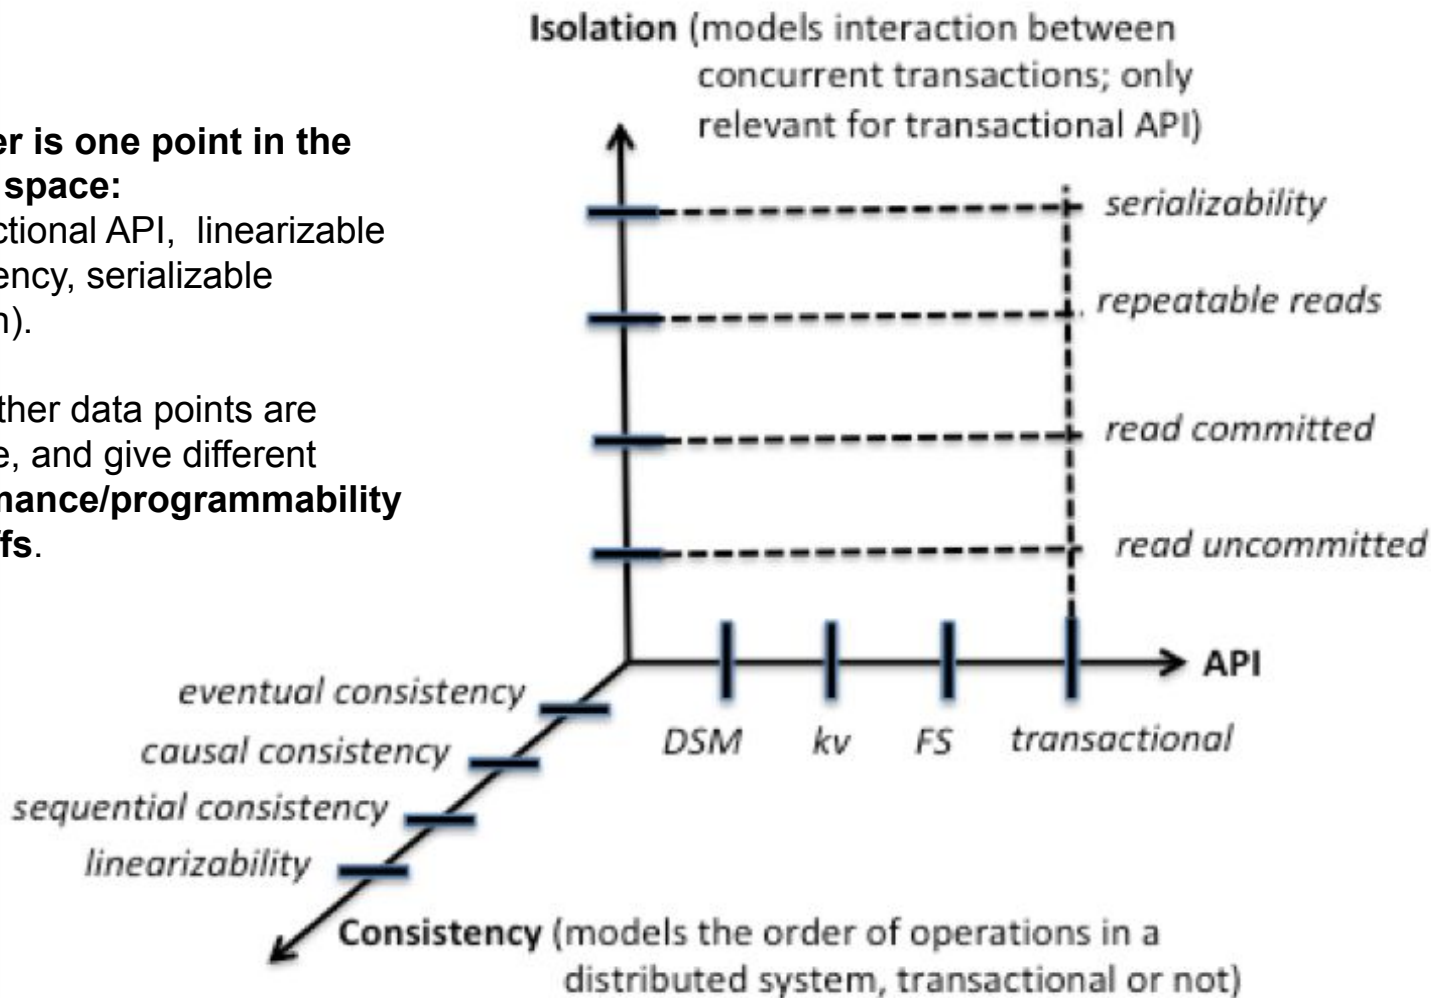 Isolation (models interaction between
concurrent transactions; only
relevant for transactional API)
er is one point in the
space:
ctional API, linearizable
ency, serializable
n).
ther data points are
e, and give different
mance/programmability
ffs.
serializability
repeatable reads
read committed
read uncommitted
API
DSM kv FS transactional
eventual consistency
causal consistency
sequential consistency
linearizability
Consistency (models the order of operations in a
distributed system, transactional or not)